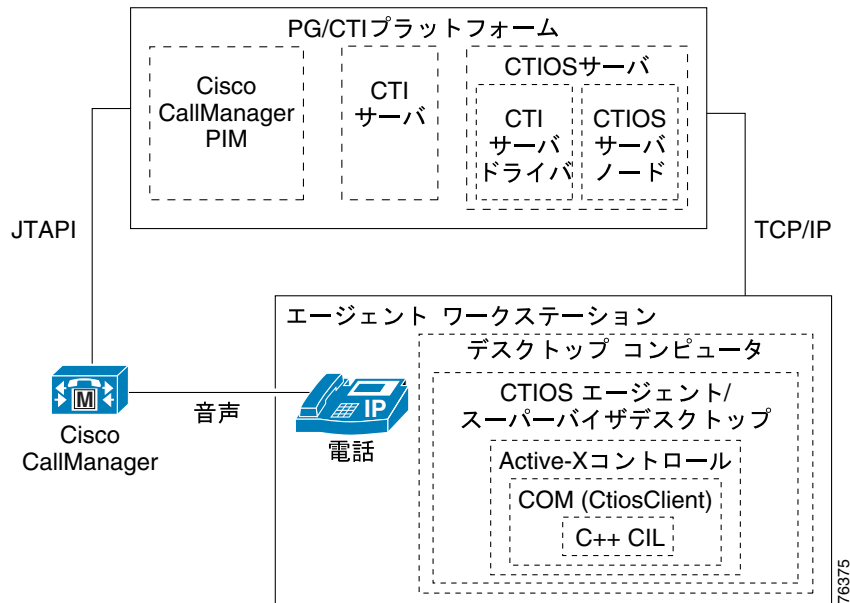 PG/CTIプラットフォーム
Cisco
CallManager
PIM
CTI
サーバ
CTIOSサーバ
CTI
サーバ
ドライバ
CTIOS
サーバ
ノード
JTAPI
TCP/IP
エージェント ワークステーション
デスクトップ コンピュータ
CTIOS エージェント/
スーパーバイザデスクトップ
Active-Xコントロール
COM (CtiosClient)
C++ CIL
M
Cisco
CallManager
音声
IP
電話
76375